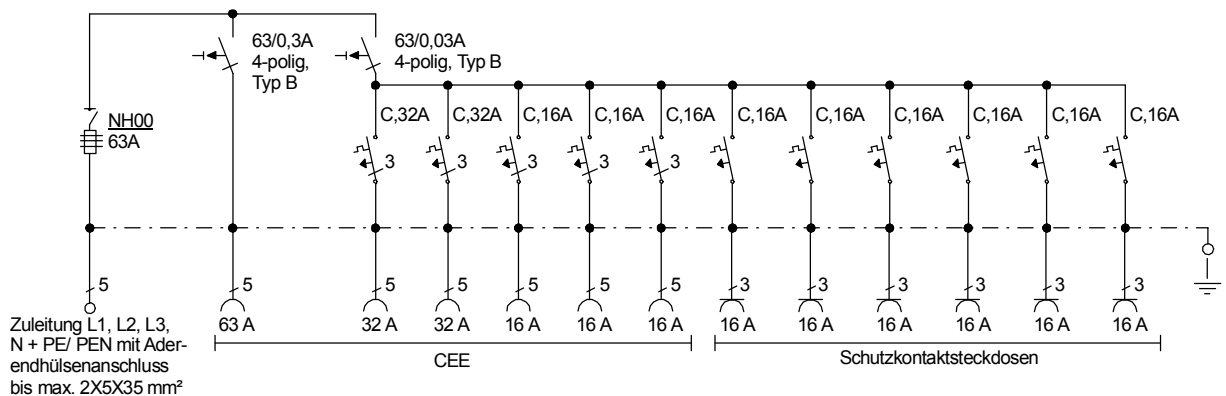 63/0,3A
4-polig,
Typ B
63/0,03A
4-polig, Typ B
NH00
63A
C,32A
C,32A
C,16A
C,16A
C,16A
C,16A
C,16A
C,16A
C,16A
C,16A
C,16A
3
3
3
3
3
5
5
5
5
5
5
5
3
3
3
3
3
3
63 A
32 A
32 A
16 A
16 A
16 A
16 A
16 A
16 A
16 A
16 A
16 A
Zuleitung L1, L2, L3,
N + PE/ PEN mit Ader-
endhülsenanschluss
bis max. 2X5X35 mm²
CEE
Schutzkontaktsteckdosen